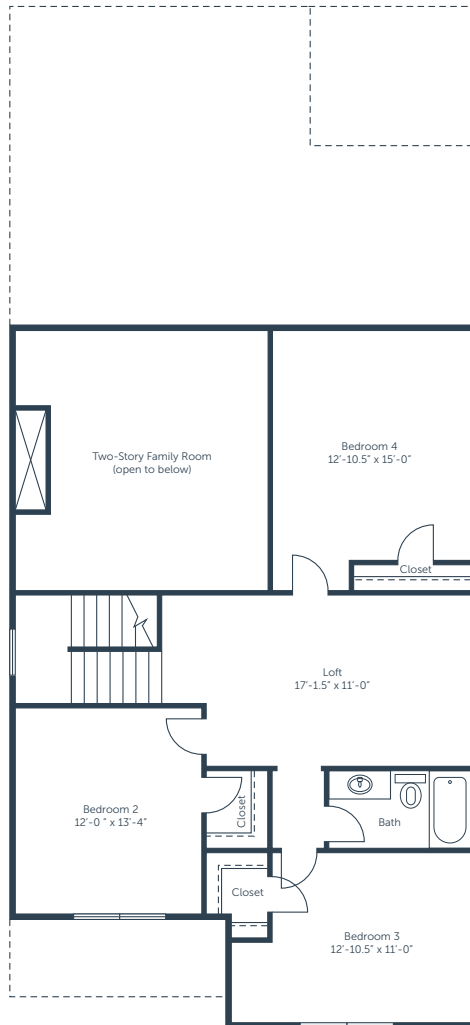 Two-Story Family Room
(open to below)
Bedroom 4
12'-10.5" x 15'-0"
Closet
Loft
17'-1.5" x 11'-0"
Bedroom 2
12'-0 " x 13'-4"
Closet
Bath
Closet
Bedroom 3
12'-10.5" x 11'-0"